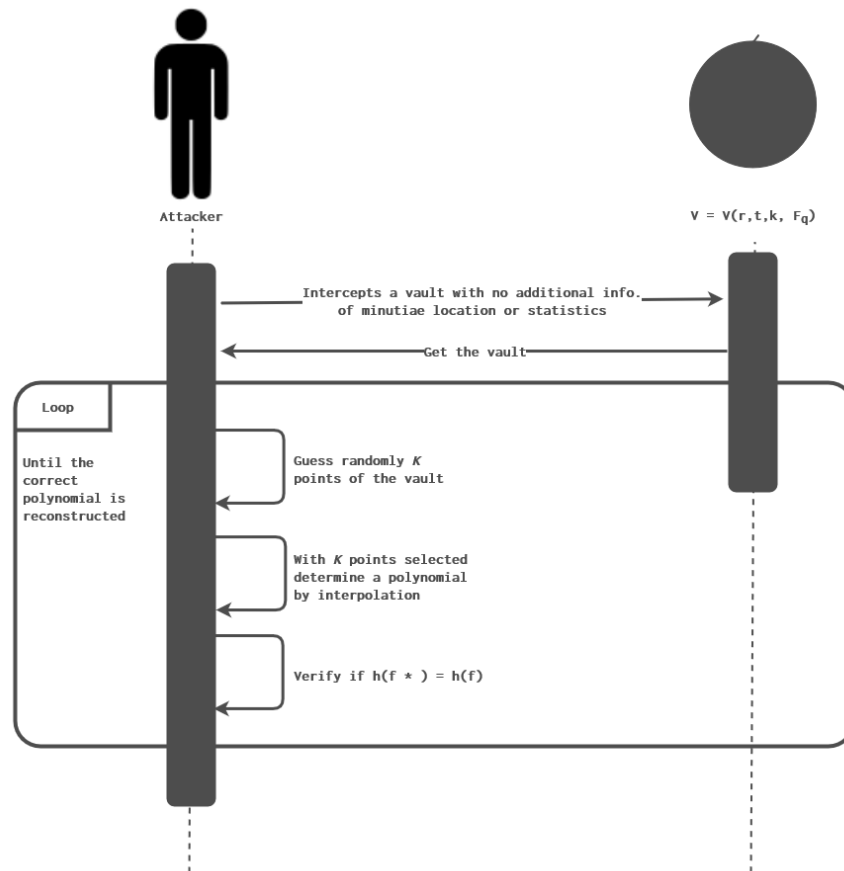 Attacker
V = V(r,t,k, Fq)
Intercepts a vault with no additional info.
of minutiae location or statistics
Get the vault
Loop
Until the
correct
polynomial is
reconstructed
Guess randomly K
points of the vault
With K points selected
determine a polynomial
by interpolation
Verify if h(f * ) = h(f)